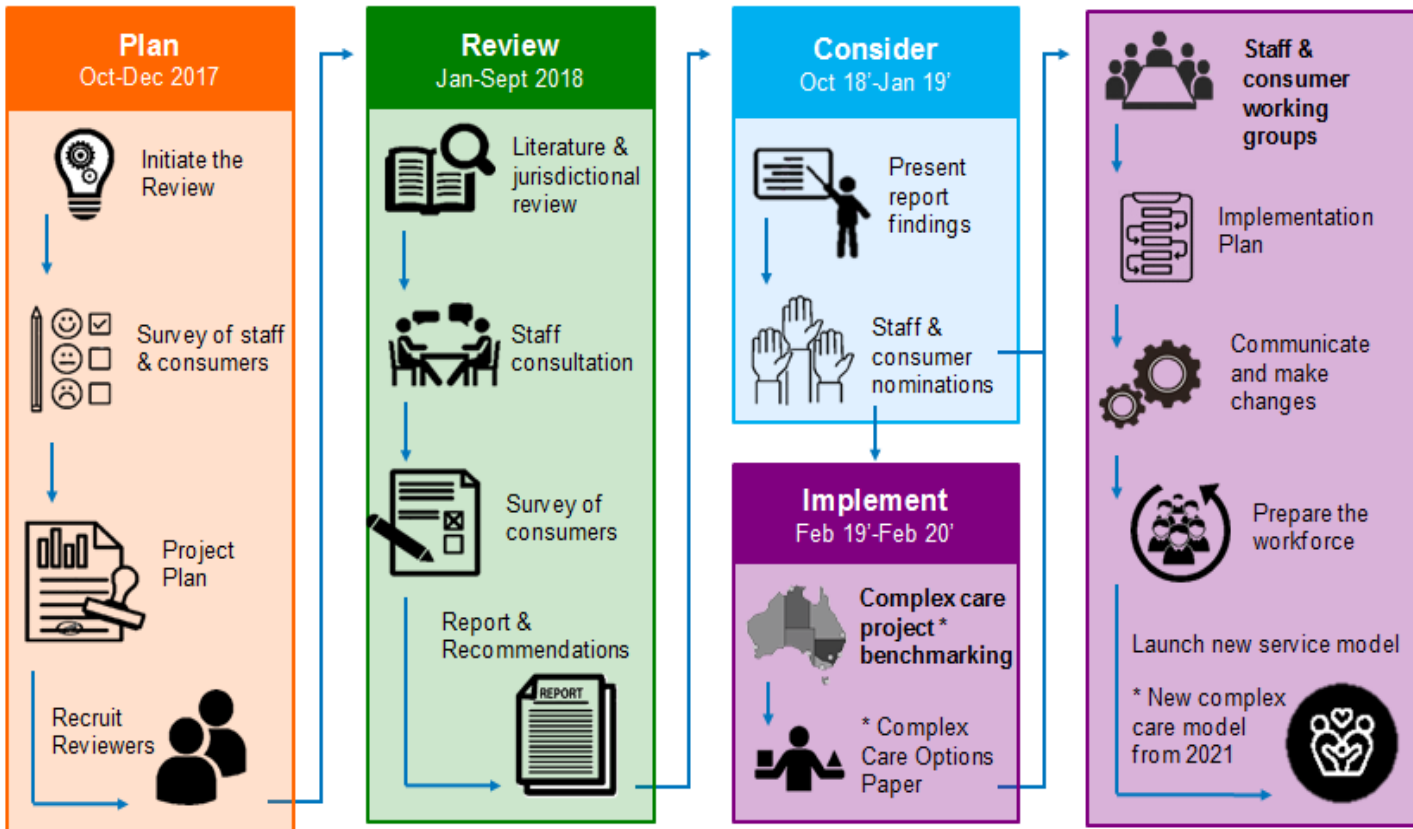 Plan
Oct-Dec 2017
Initiate the
Review
Survey of staff
& consumers
Project
Plan
Recruit
Reviewers
Review
Jan-Sept 2018
Literature &
jurisdictional
review
Staff
consultation
Survey of
consumers
Report &
Recommendations
REPORT
Consider
Oct 18'-Jan 19'
Present
report
findings
Staff &
consumer
nominations
Implement
Feb 19'-Feb 20'
Complex care
project *
benchmarking
* Complex
Care Options
Paper
Staff &
consumer
working
groups
Implementation
Plan
Communicate
and make
changes
Prepare the
workforce
Launch new service model
* New complex
care model
from 2021